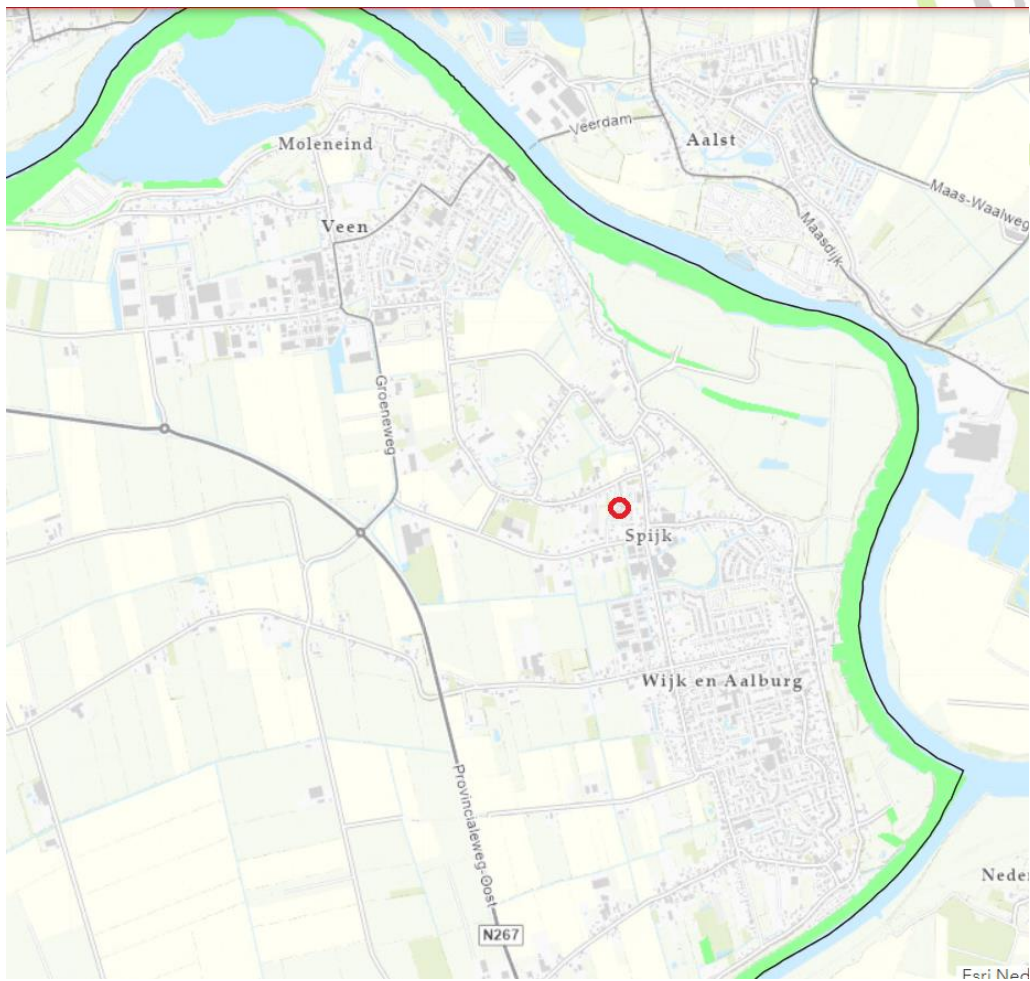 Moleneind
Veerdam
Aalst
Maas-Waalweg
Veen
Maasdijk
Groeneweg
Spijk
Wijk en Aalburg
Provincialeweg-Oost
Neder
N267
Esri Ned